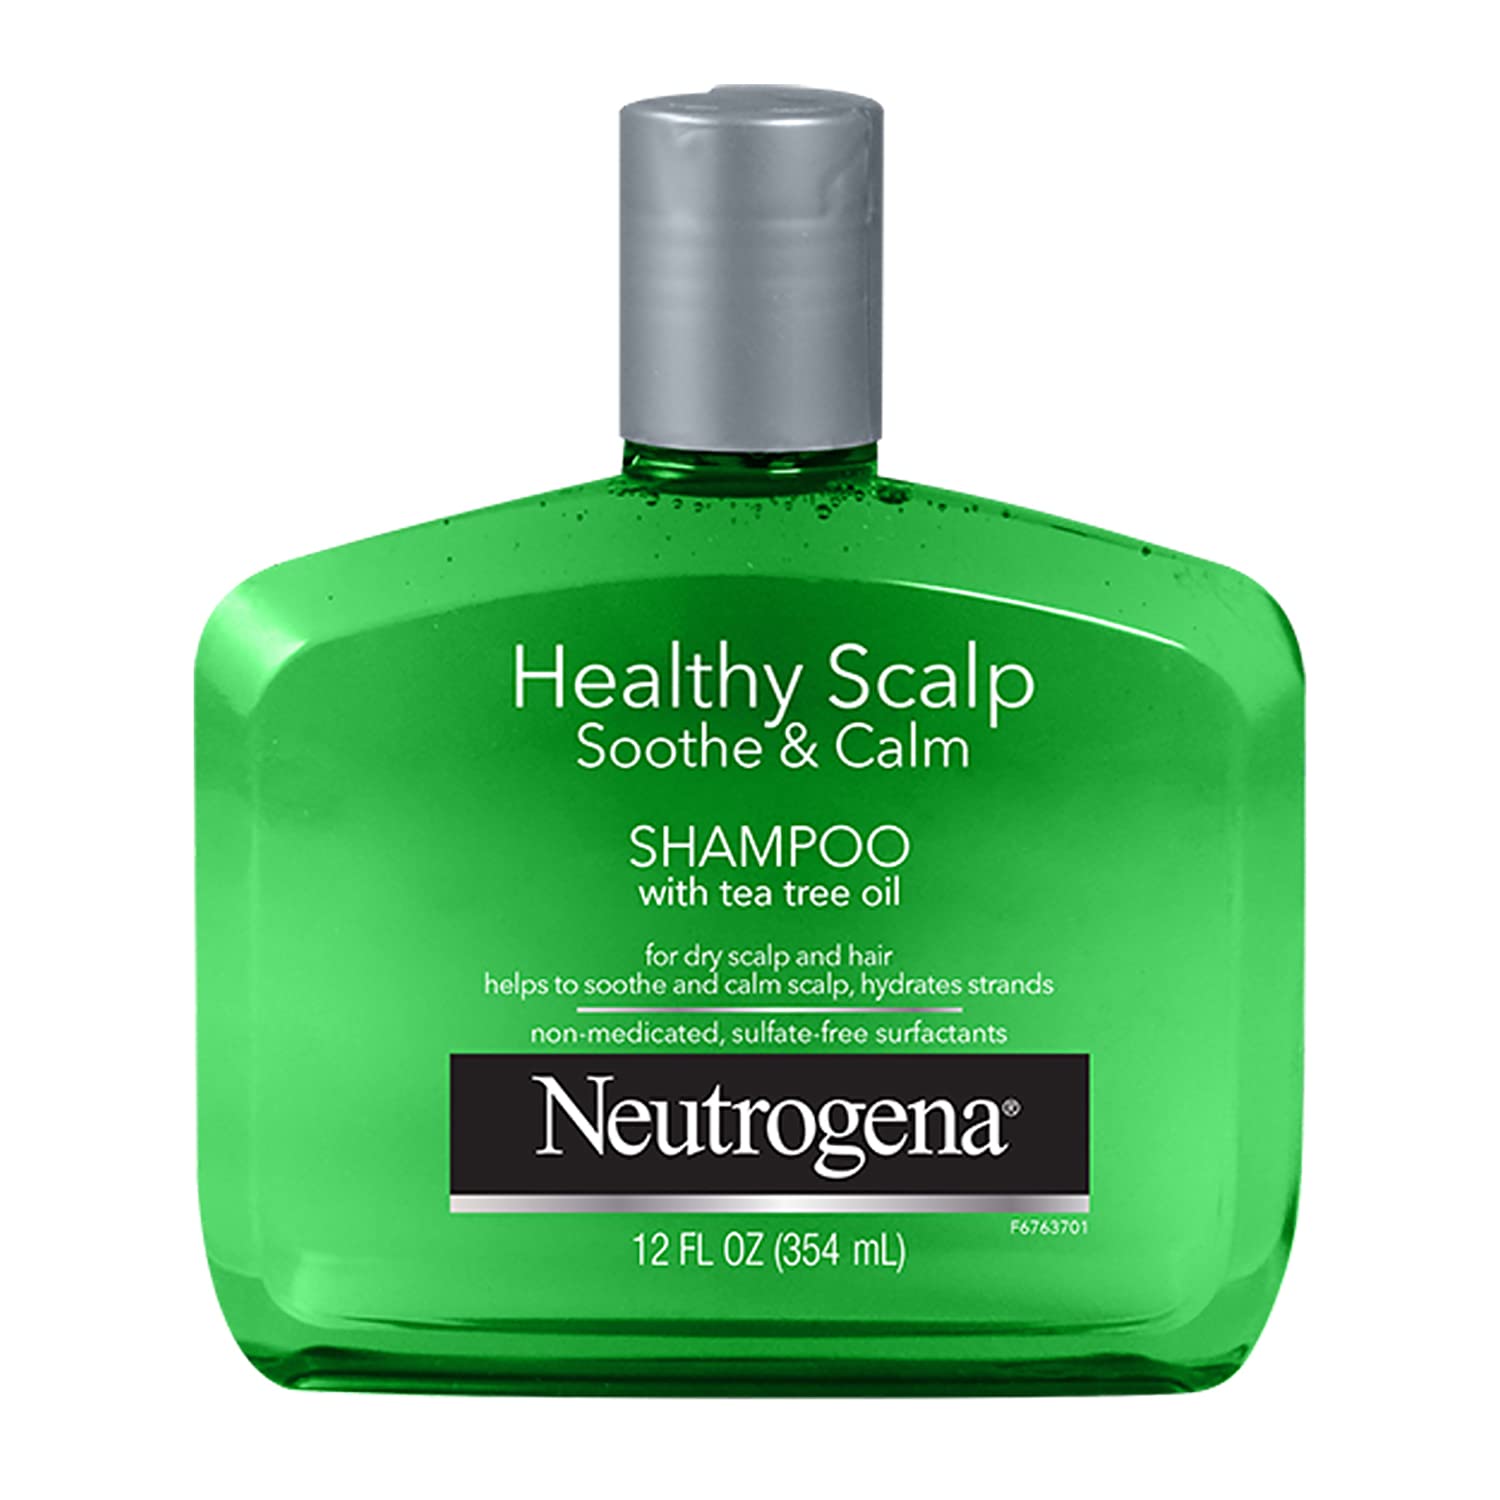 Healthy Scalp
Soothe & Calm
SHAMPOO
with tea tree oil
for dry scalp and hair
helps to soothe and calm scalp, hydrates strands
non-medicated, sulfate-free surfactants
Neutrogena®
F6763701
12 FL OZ (354 mL)